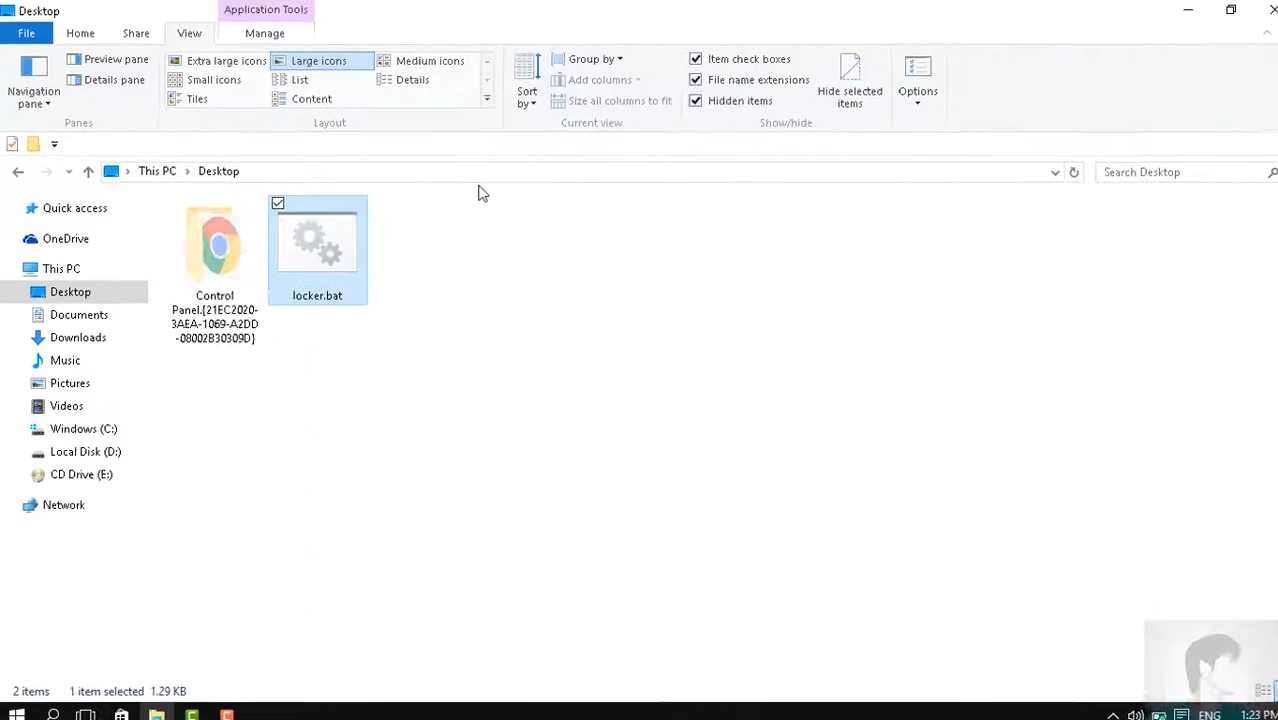 Desktop
Application Tools
File
Home
Share
View
Manage
Navigation
pane
Preview pane
Details pane
Panes
Extra large icons
Large icons
Medium icons
Small icons
List
Details
Tiles
Content
Layout
Sort
by
Group by
Add columns
Size all columns to fit
Current view
Item check boxes
File name extensions
Hidden items
Hide selected
items
Show/hide
Options
This PC
Desktop
Search Desktop
Quick access
OneDrive
This PC
Desktop
Documents
Downloads
Music
Pictures
Videos
Windows (C:)
Local Disk (D:)
CD Drive (E:)
Network
Control
Panel.{21EC2020-
3AEA-1069-A2DD
-08002B30309D}
locker.bat
2 items 1 item selected 1.29 KB
ENG
1:23 PM